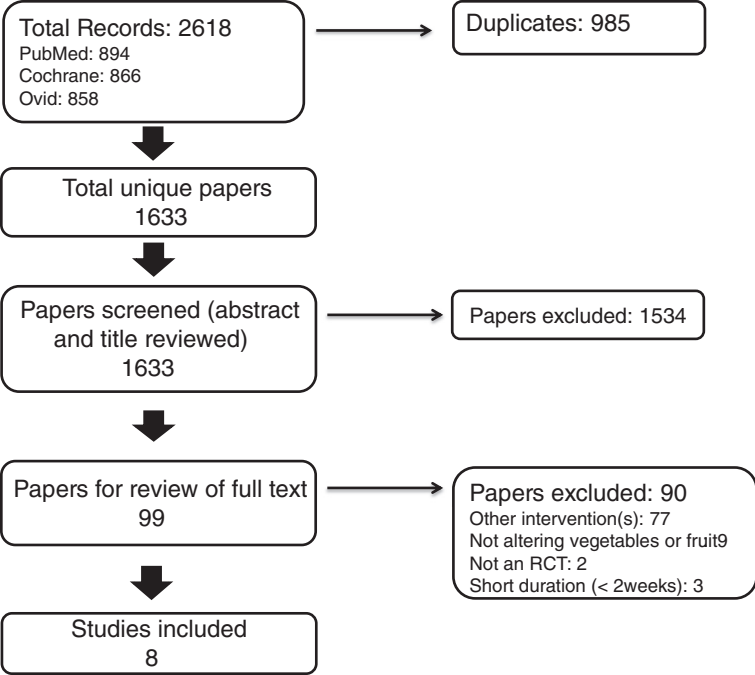 Total Records: 2618
PubMed: 894
Cochrane: 866
Ovid: 858
Duplicates: 985
Total unique papers
1633
Papers screened (abstract
and title reviewed)
1633
Papers excluded: 1534
Papers for review of full text
99
Papers excluded: 90
Other intervention(s): 77
Not altering vegetables or fruit9
Not an RCT: 2
Short duration (< 2weeks): 3
Studies included
8